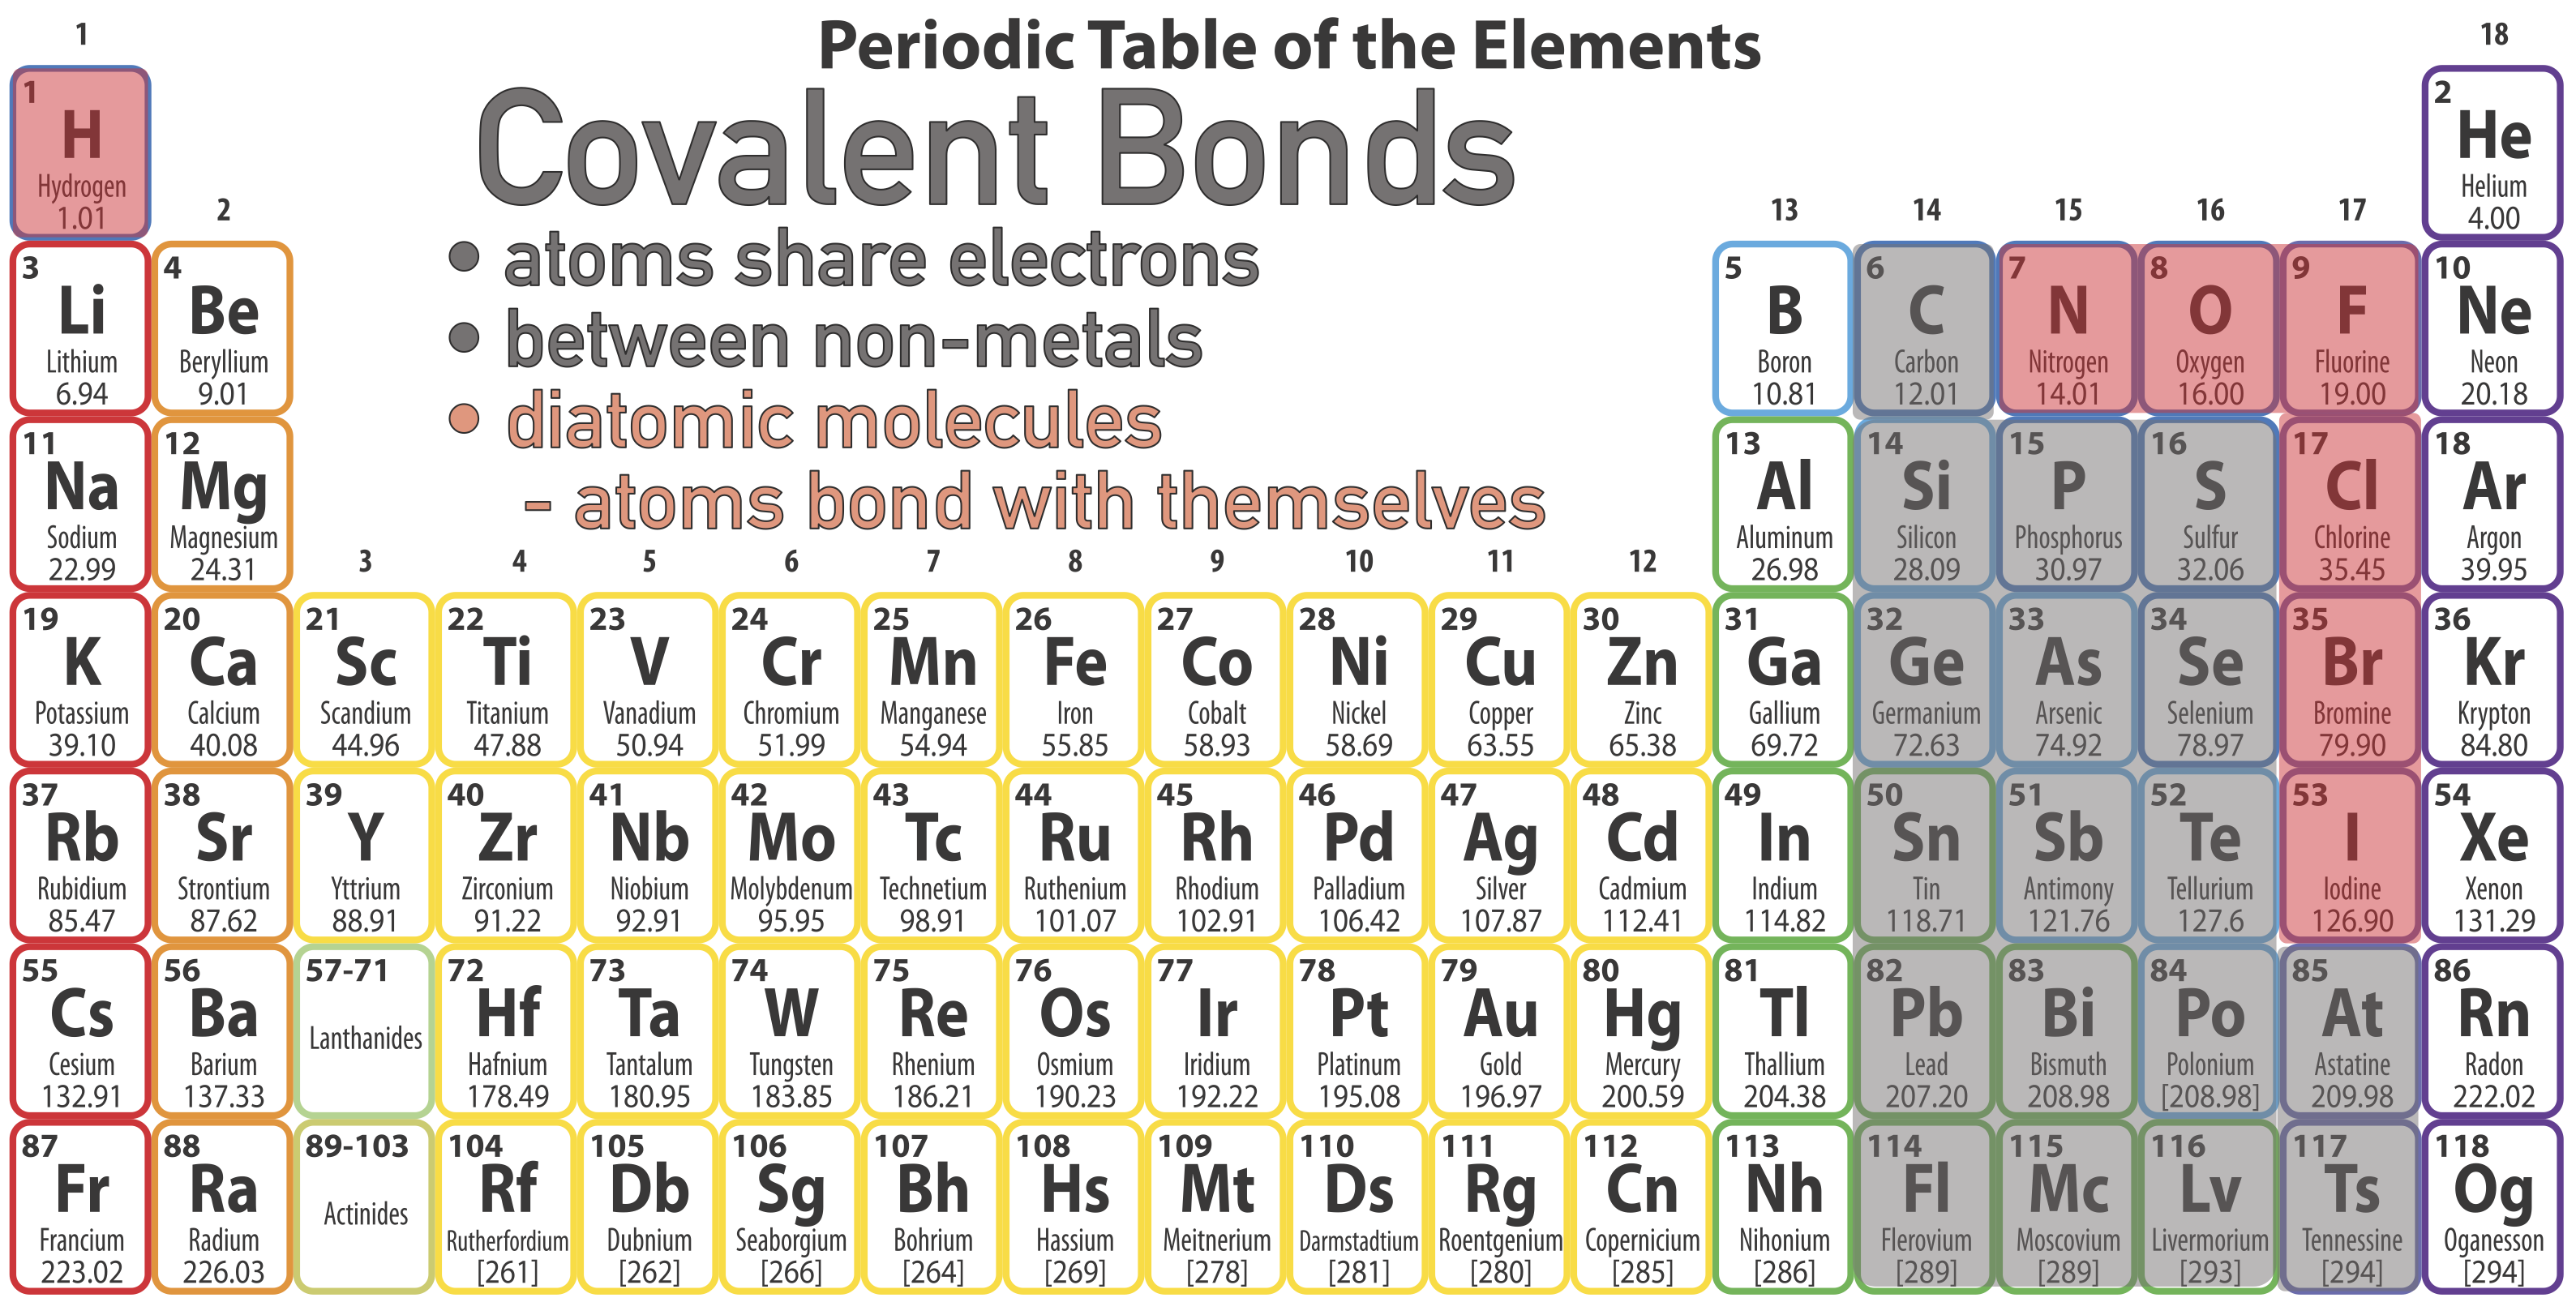 Periodic Table of the Elements
Covalent Bonds
• atoms share electrons
• between non-metals
• diatomic molecules
- atoms bond with themselves
1 18
1 2
H He
Hydrogen Helium
1.01 4.00
2 13 14 15 16 17
3 4 5 6 7 8 9 10
Li Be B C N O F Ne
Lithium Beryllium Boron Carbon Nitrogen Oxygen Fluorine Neon
6.94 9.01 10.81 12.01 14.01 16.00 19.00 20.18
11 12 13 14 15 16 17 18
Na Mg Al Si P S Cl Ar
Sodium Magnesium Aluminum Silicon Phosphorus Sulfur Chlorine Argon
22.99 24.31 26.98 28.09 30.97 32.06 35.45 39.95
3 4 5 6 7 8 9 10 11 12
19 20 21 22 23 24 25 26 27 28 29 30 31 32 33 34 35 36
K Ca Sc Ti V Cr Mn Fe Co Ni Cu Zn Ga Ge As Se Br Kr
Potassium Calcium Scandium Titanium Vanadium Chromium Manganese Iron Cobalt Nickel Copper Zinc Gallium Germanium Arsenic Selenium Bromine Krypton
39.10 40.08 44.96 47.88 50.94 51.99 54.94 55.85 58.93 58.69 63.55 65.38 69.72 72.63 74.92 78.97 79.90 84.80
37 38 39 40 41 42 43 44 45 46 47 48 49 50 51 52 53 54
Rb Sr Y Zr Nb Mo Tc Ru Rh Pd Ag Cd In Sn Sb Te I Xe
Rubidium Strontium Yttrium Zirconium Niobium Molybdenum Technetium Ruthenium Rhodium Palladium Silver Cadmium Indium Tin Antimony Tellurium Iodine Xenon
85.47 87.62 88.91 91.22 92.91 95.95 98.91 101.07 102.91 106.42 107.87 112.41 114.82 118.71 121.76 127.6 126.90 131.29
55 56 57-71 72 73 74 75 76 77 78 79 80 81 82 83 84 85 86
Cs Ba Lanthanides Hf Ta W Re Os Ir Pt Au Hg Tl Pb Bi Po At Rn
Cesium Barium Hafnium Tantalum Tungsten Rhenium Osmium Iridium Platinum Gold Mercury Thallium Lead Bismuth Polonium Astatine Radon
132.91 137.33 178.49 180.95 183.85 186.21 190.23 192.22 195.08 196.97 200.59 204.38 207.20 208.98 [208.98] 209.98 222.02
87 88 89-103 104 105 106 107 108 109 110 111 112 113 114 115 116 117 118
Fr Ra Actinides Rf Db Sg Bh Hs Mt Ds Rg Cn Nh Fl Mc Lv Ts Og
Francium Radium Rutherfordium Dubnium Seaborgium Bohrium Hassium Meitnerium Darmstadtium Roentgenium Copernicium Nihonium Flerovium Moscovium Livermorium Tennessine Oganesson
223.02 226.03 [261] [262] [266] [264] [269] [278] [281] [280] [285] [286] [289] [289] [293] [294] [294]